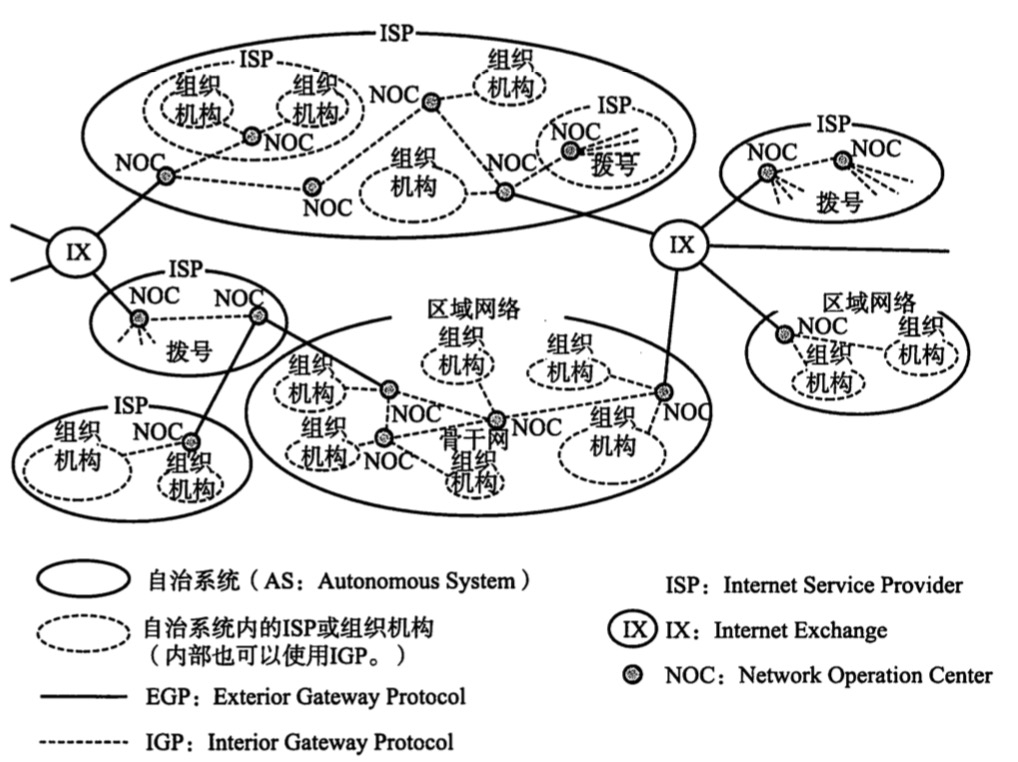 ISP
ISP
组织
机构
组织
机构
NOC
NOC
NOC
NOC
组织
机构
组织
机构
NOC
ISP
NOC
拨号
ISP
NOC
NOC
拨号
IX
IX
ISP
NOC
NOC
拨号
区域网络
组织
机构
组织
机构
组织
机构
NOC
组织
机构
NOC
骨干网
NOC
组织
机构
组织
机构
NOC
区域网络
NOC
组织
机构
组织
机构
ISP
组织
机构
NOC
组织
机构
自治系统（AS：Autonomous System）
自治系统内的ISP或组织机构
（内部也可以使用IGP。）
EGP：Exterior Gateway Protocol
IGP：Interior Gateway Protocol
ISP：Internet Service Provider
IX IX：Internet Exchange
NOC：Network Operation Center